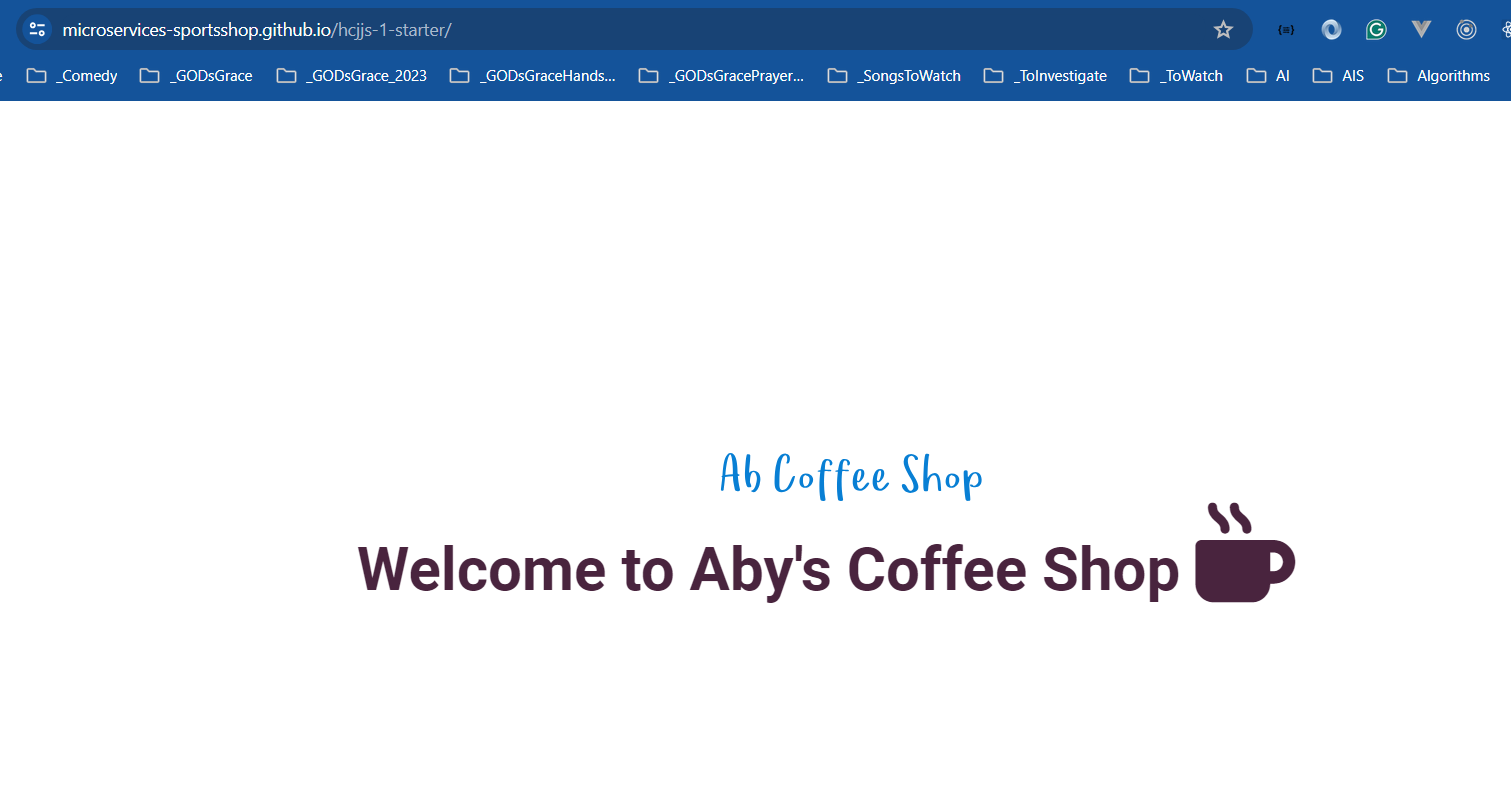 microservices-sportsshop.github.io/hcjjs-1-starter/
_Comedy _GODsGrace _GODsGrace_2023 _GODsGraceHands... _GODsGracePrayer... _SongsToWatch _ToInvestigate _ToWatch AI AIS Algorithms
Ab Coffee Shop
Welcome to Aby's Coffee Shop